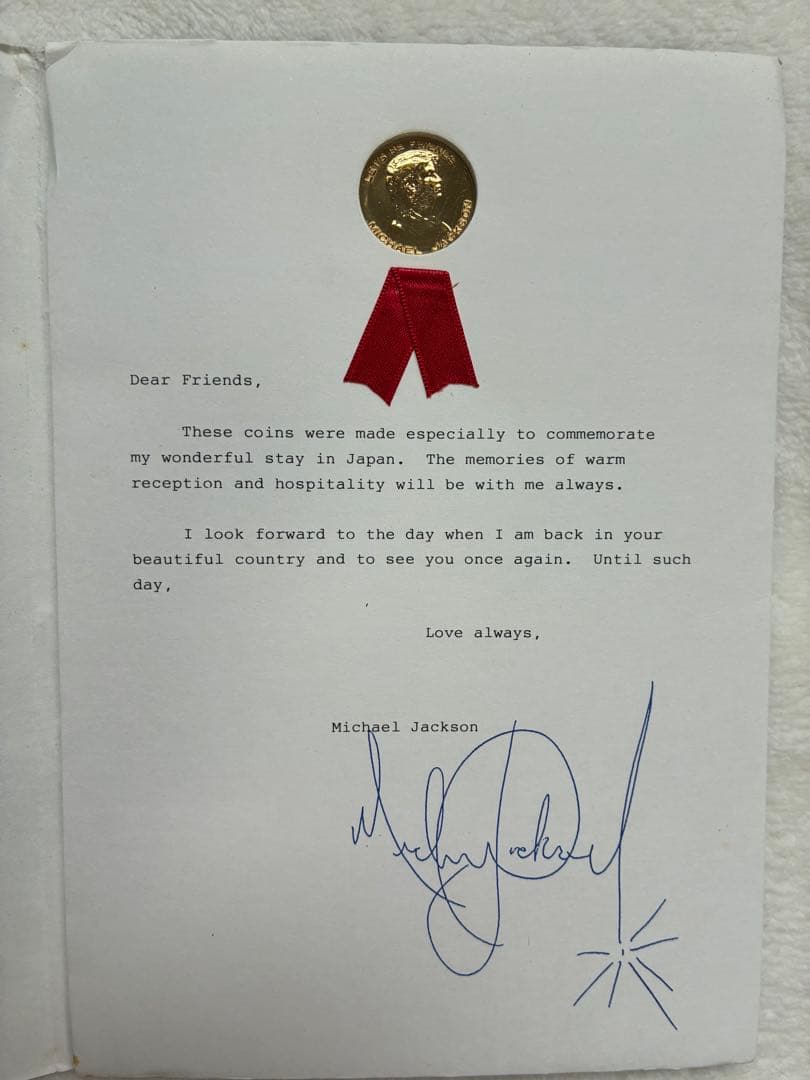 LET'S BE FRIENDS
MICHAEL JACKSON
Dear Friends,
These coins were made especially to commemorate
my wonderful stay in Japan. The memories of warm
reception and hospitality will be with me always.
I look forward to the day when I am back in your
beautiful country and to see you once again. Until such
day,
Love always,
Michael Jackson
Michael Jackson